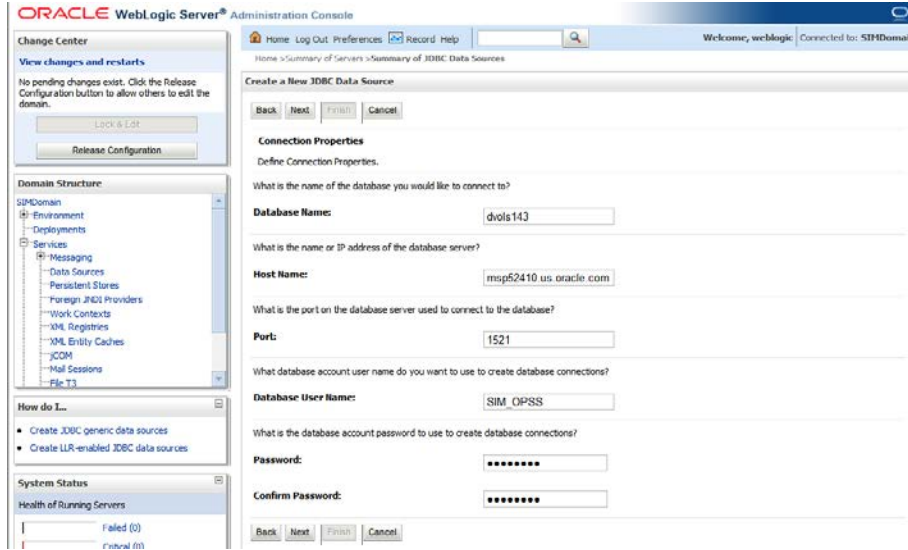 ORACLE WebLogic Server® Administration Console
Change Center
View changes and restarts
No pending changes exist. Click the Release
Configuration button to allow others to edit the
domain.
Lock & Edit
Release Configuration
Domain Structure
SIMDomain
Environment
Deployments
Services
Messaging
Data Sources
Persistent Stores
Foreign JNDI Providers
Work Contexts
XML Registries
XML Entity Caches
jCOM
Mail Sessions
File T3
How do I...
Create JDBC generic data sources
Create LLR-enabled JDBC data sources
System Status
Health of Running Servers
Failed (0)
Critical (0)
Home Log Out Preferences Record Help
Welcome, weblogic Connected to: SIMDomai
Home >Summary of Servers >Summary of JDBC Data Sources
Create a New JDBC Data Source
Back Next Finish Cancel
Connection Properties
Define Connection Properties.
What is the name of the database you would like to connect to?
Database Name: dvols143
What is the name or IP address of the database server?
Host Name: msp52410.us.oracle.com
What is the port on the database server used to connect to the database?
Port: 1521
What database account user name do you want to use to create database connections?
Database User Name: SIM_OPSS
What is the database account password to use to create database connections?
Password: ●●●●●●●●
Confirm Password: ●●●●●●●●
Back Next Finish Cancel